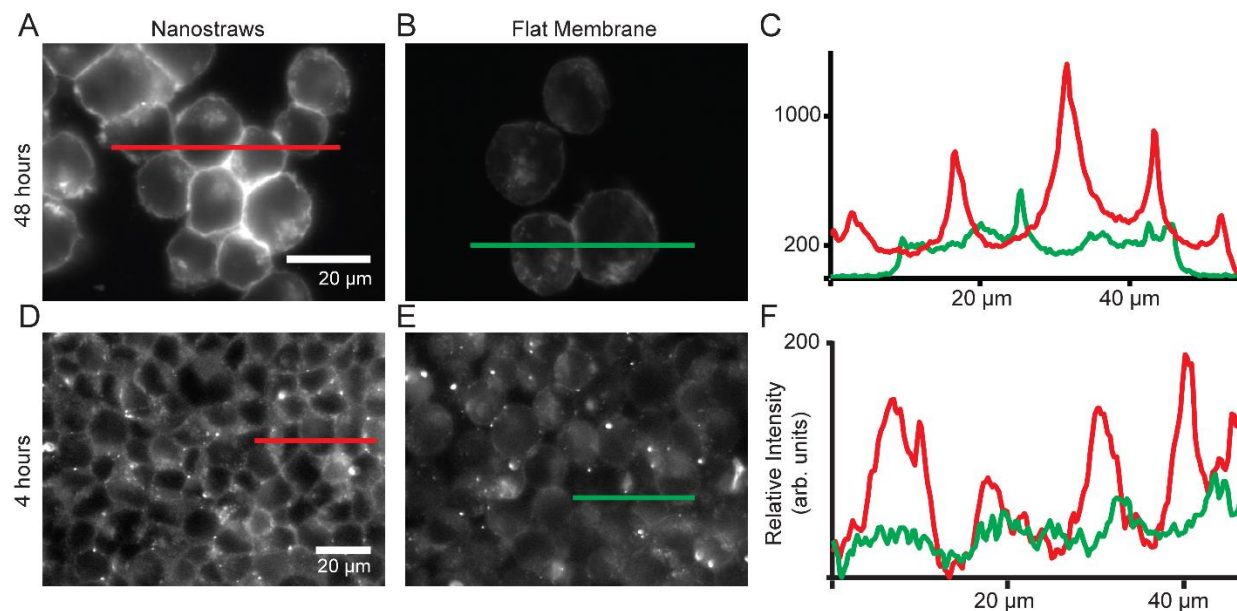 A
Nanostraws
B
Flat Membrane
C
48 hours
20 μm
1000
200
20 μm
40 μm
D
E
F
4 hours
20 μm
Relative Intensity
(arb. units)
200
20 μm
40 μm